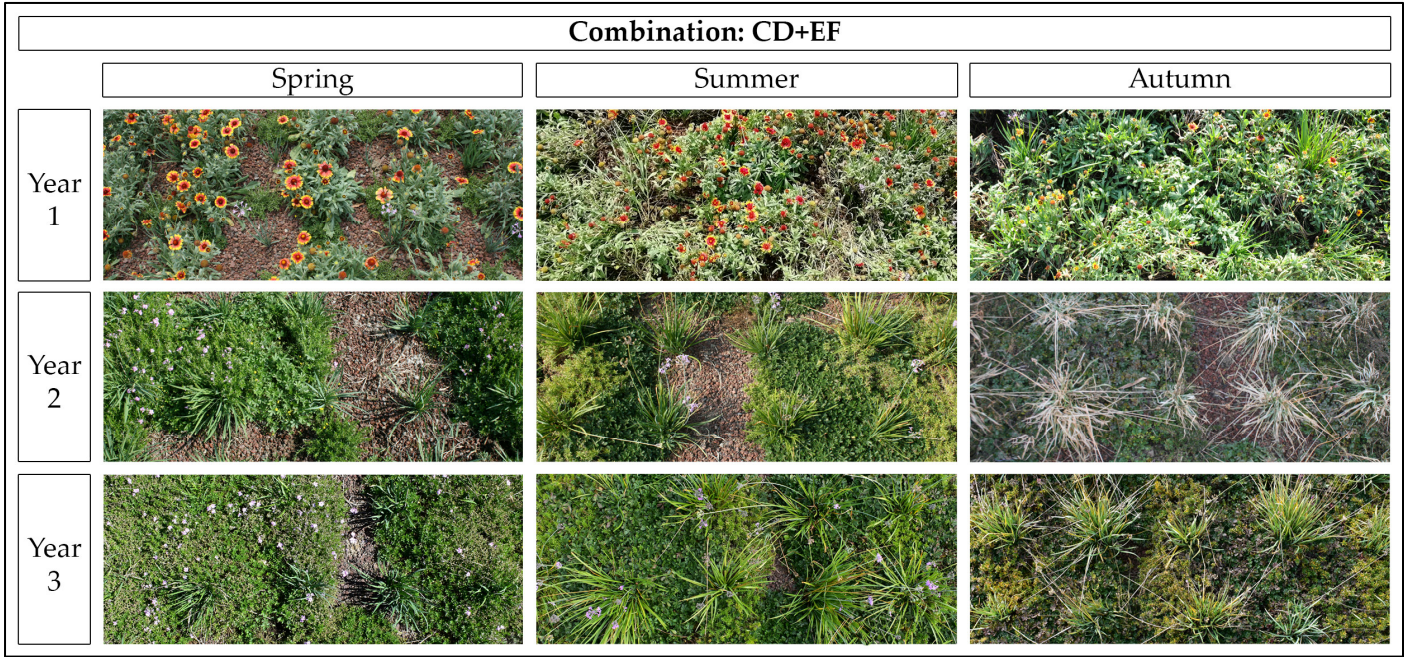 Combination: CD+EF
Spring
Summer
Autumn
Year
1
Year
2
Year
3